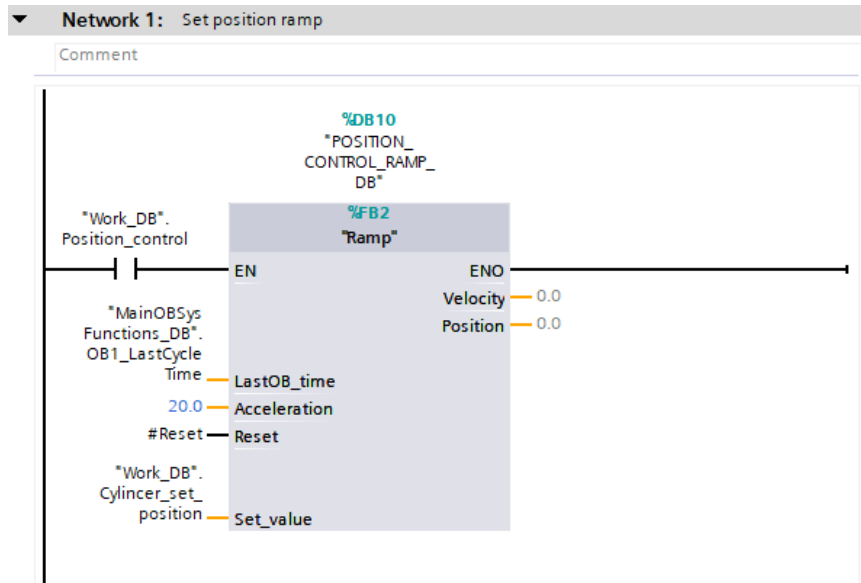 Network 1: Set position ramp
Comment
%DB10
"POSITION_
CONTROL_RAMP_
DB"
"Work_DB".
Position_control
%FB2
"Ramp"
EN
ENO
Velocity
0.0
Position
0.0
"MainOBSys
Functions_DB".
OB1_LastCycle
Time
LastOB_time
20.0
Acceleration
#Reset
Reset
"Work_DB".
Cylincer_set_
position
Set_value